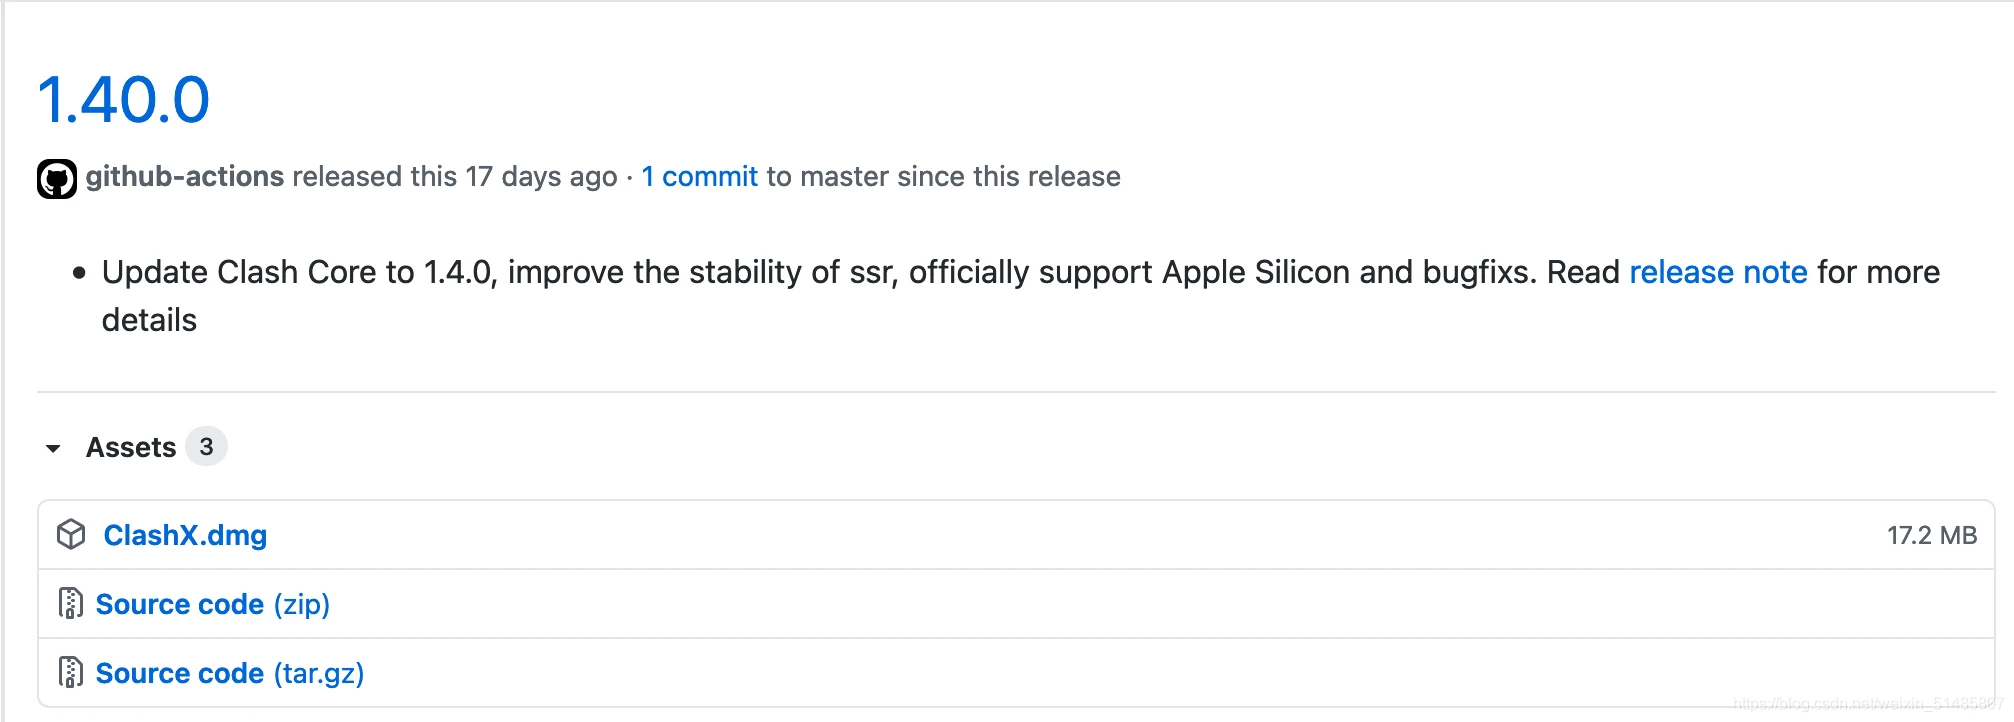 1.40.0
github-actions released this 17 days ago · 1 commit to master since this release
• Update Clash Core to 1.4.0, improve the stability of ssr, officially support Apple Silicon and bugfixs. Read release note for more
details
Assets 3
ClashX.dmg 17.2 MB
Source code (zip)
Source code (tar.gz)
https://blog.csdn.net/weixin_51485807